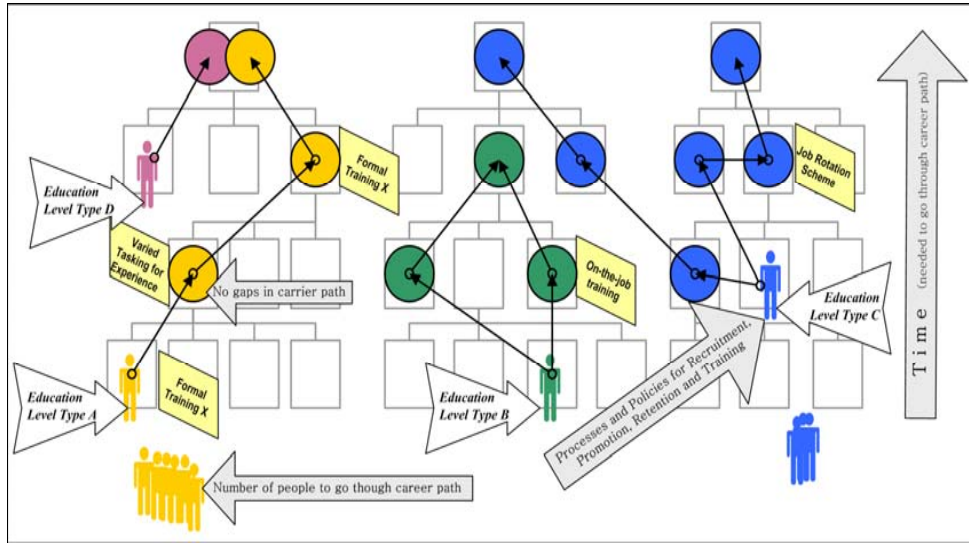 Formal
Training X
Job Rotation
Scheme
Education
Level Type D
Varied
Tasking for
Experience
No gaps in carrier path
On-the-job
training
Education
Level Type C
Time (needed to go through career path)
Processes and Policies for Recruitment,
Promotion, Retention and Training
Education
Level Type A
Formal
Training X
Education
Level Type B
Number of people to go though career path